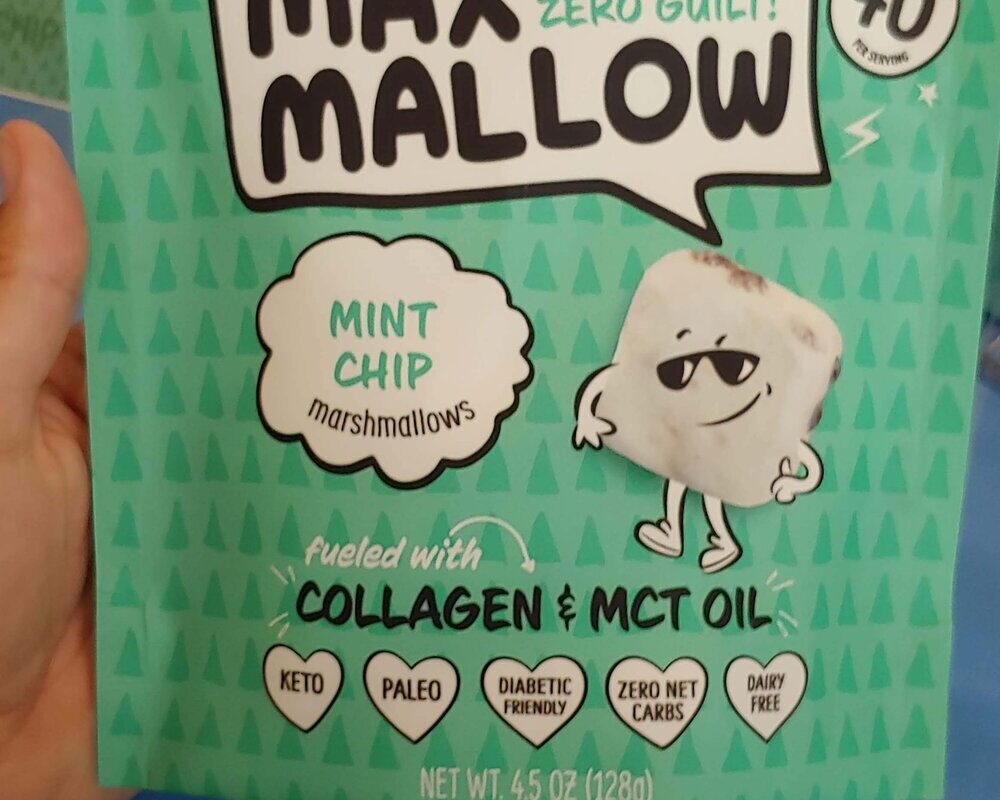 MAX
ZERO GUILT!
MALLOW
40
PER SERVING
CHIP
MINT
CHIP
marshmallows
fueled with
COLLAGEN & MCT OIL
KETO
PALEO
DIABETIC
FRIENDLY
ZERO NET
CARBS
DAIRY
FREE
NET WT. 4.5 OZ (128g)